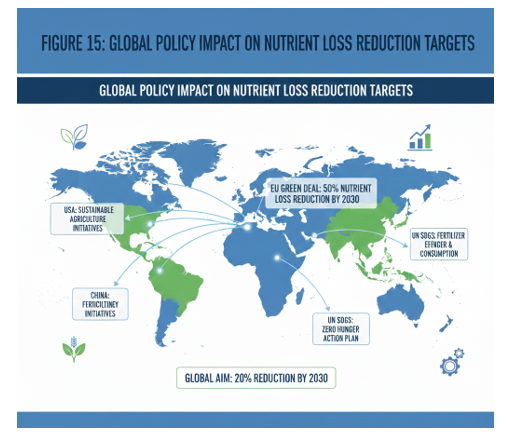 FIGURE 15: GLOBAL POLICY IMPACT ON NUTRIENT LOSS REDUCTION TARGETS
GLOBAL POLICY IMPACT ON NUTRIENT LOSS REDUCTION TARGETS
EU GREEN DEAL: 50% NUTRIENT
LOSS REDUCTION BY 2030
USA: SUSTAINABLE
AGRICULTURE
INITIATIVES
UN SDGS: FERTILIZER
EFFINGER &
CONSUMPTION
CHINA:
FERTICILTINEY
INITIATIVES
UN SDGS:
ZERO HUNGER
ACTION PLAN
GLOBAL AIM: 20% REDUCTION BY 2030